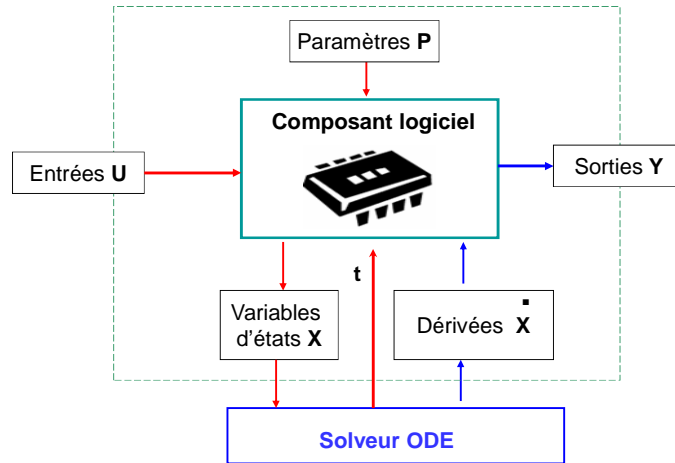 Paramètres P
Composant logiciel
Entrées U
Sorties Y
t
Variables
d’états X
Dérivées Ẋ
Solveur ODE